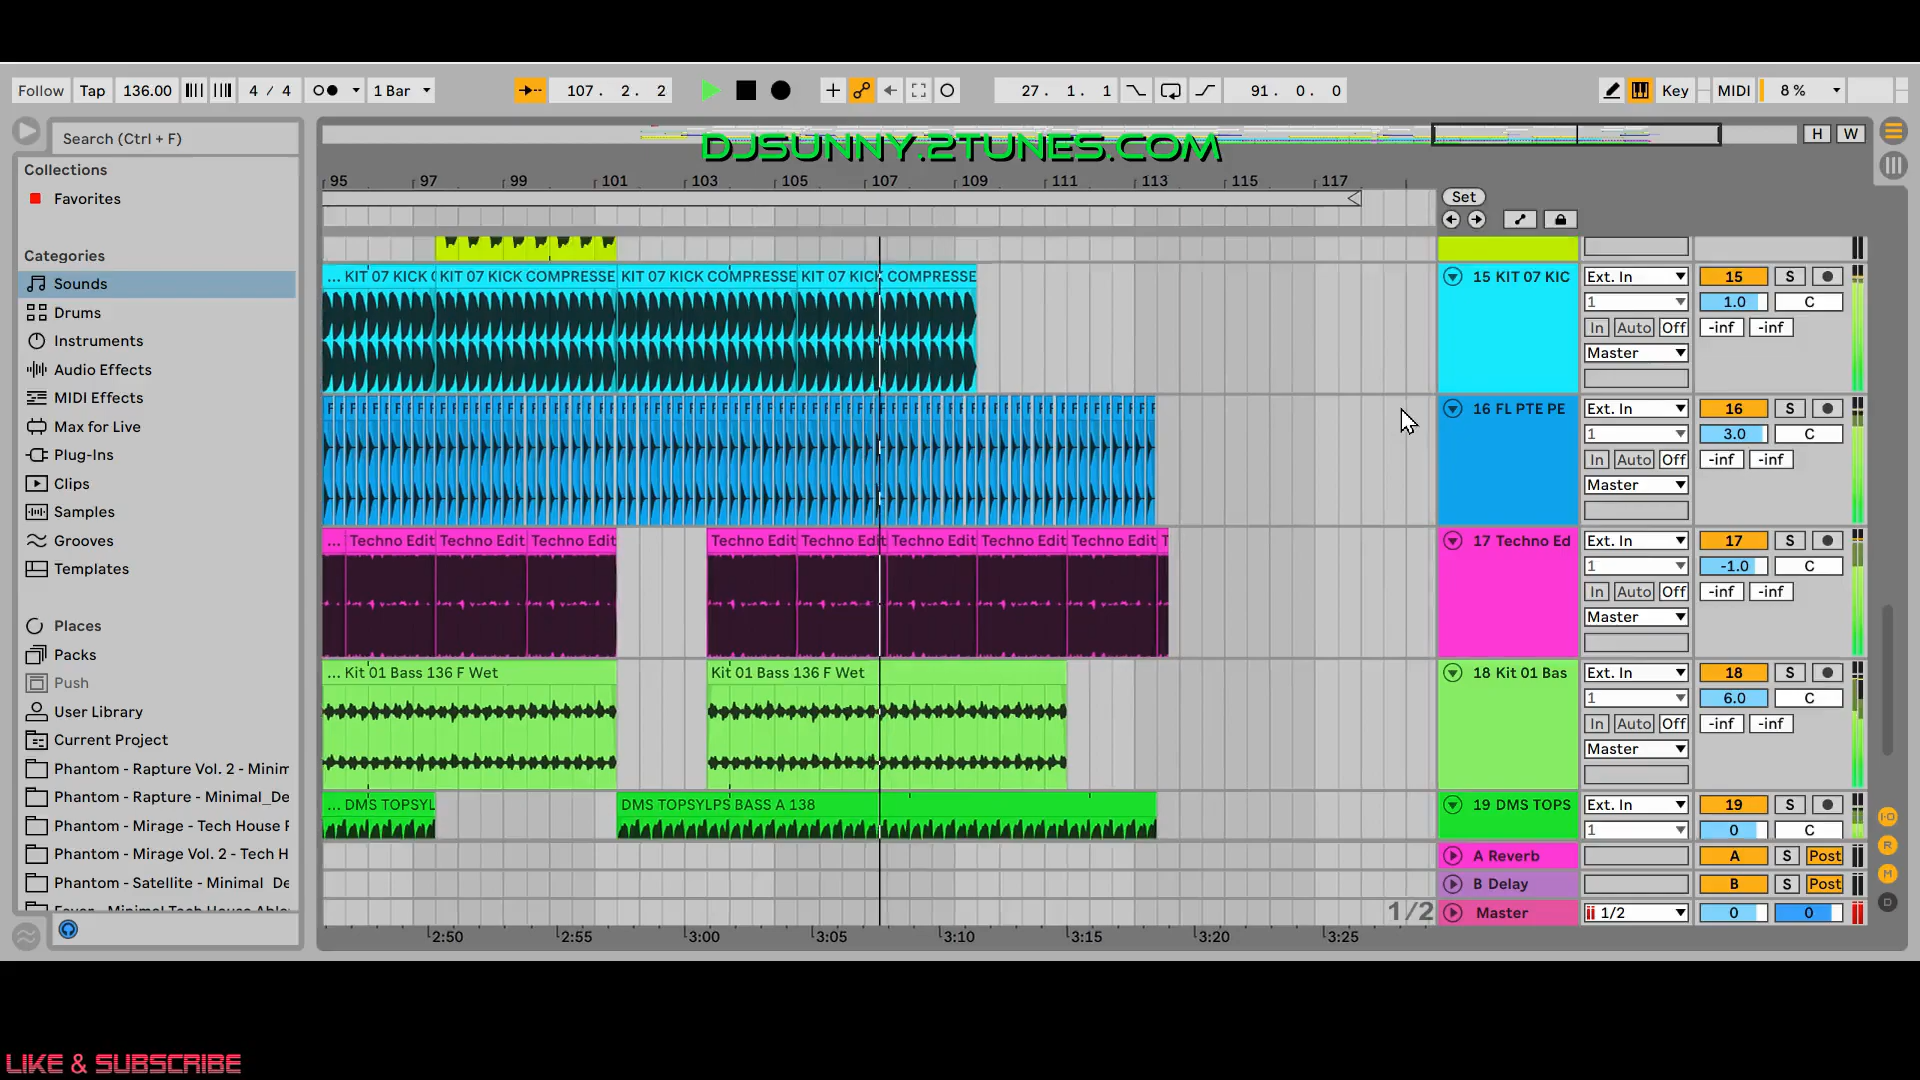 Follow Tap 136.00 4 / 4 1 Bar 107. 2. 2 27. 1. 1 91. 0. 0 Key MIDI 8 %
Search (Ctrl + F)
DJSUNNY.2TUNES.COM
H W
Collections
Favorites
Categories
Sounds
Drums
Instruments
Audio Effects
MIDI Effects
Max for Live
Plug-Ins
Clips
Samples
Grooves
Templates
Places
Packs
Push
User Library
Current Project
Phantom - Rapture Vol. 2 - Minim
Phantom - Rapture - Minimal_De
Phantom - Mirage - Tech House F
Phantom - Mirage Vol. 2 - Tech H
Phantom - Satellite - Minimal De
95 97 99 101 103 105 107 109 111 113 115 117
Set
... KIT 07 KICK C KIT 07 KICK COMPRESSE KIT 07 KICK COMPRESSE KIT 07 KICK COMPRESSE
15 KIT 07 KIC Ext. In 15 S
1 1.0 C
In Auto Off -inf -inf
Master
16 FL PTE PE Ext. In 16 S
1 3.0 C
In Auto Off -inf -inf
Master
... Techno Edit Techno Edit Techno Edit Techno Edit Techno Edit Techno Edit Techno Edit Techno Edit T
17 Techno Ed Ext. In 17 S
1 -1.0 C
In Auto Off -inf -inf
Master
... Kit 01 Bass 136 F Wet Kit 01 Bass 136 F Wet
18 Kit 01 Bas Ext. In 18 S
1 6.0 C
In Auto Off -inf -inf
Master
... DMS TOPSYL DMS TOPSYLPS BASS A 138
19 DMS TOPS Ext. In 19 S
1 0 C
A Reverb A S Post
B Delay B S Post
1/2 Master 1/2 0 0
2:50 2:55 3:00 3:05 3:10 3:15 3:20 3:25
I-O
R
M
D
LIKE & SUBSCRIBE